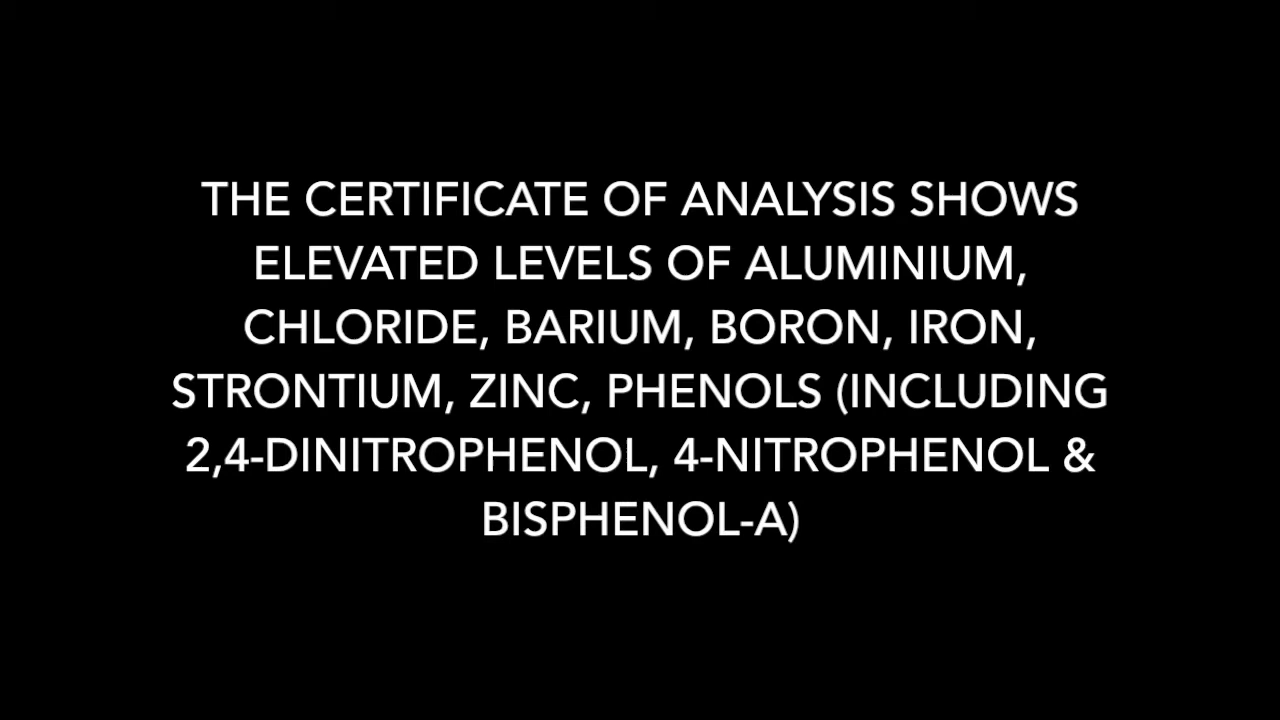 THE CERTIFICATE OF ANALYSIS SHOWS
ELEVATED LEVELS OF ALUMINIUM,
CHLORIDE, BARIUM, BORON, IRON,
STRONTIUM, ZINC, PHENOLS (INCLUDING
2,4-DINITROPHENOL, 4-NITROPHENOL &
BISPHENOL-A)